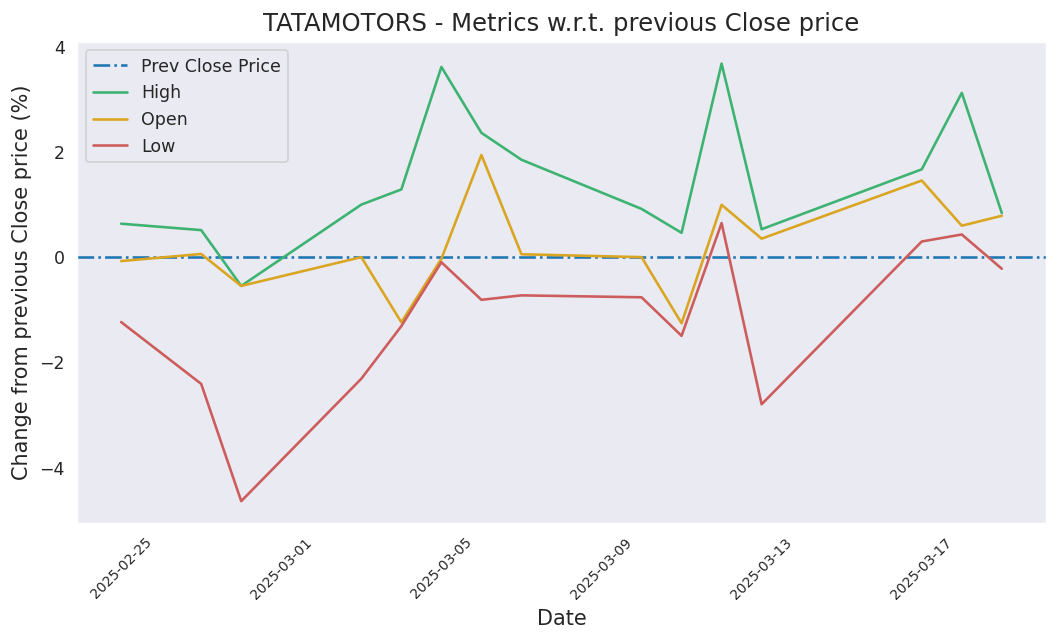 TATAMOTORS - Metrics w.r.t. previous Close price
Change from previous Close price (%)
4
2
0
−2
−4
Prev Close Price
High
Open
Low
2025-02-25
2025-03-01
2025-03-05
2025-03-09
2025-03-13
2025-03-17
Date